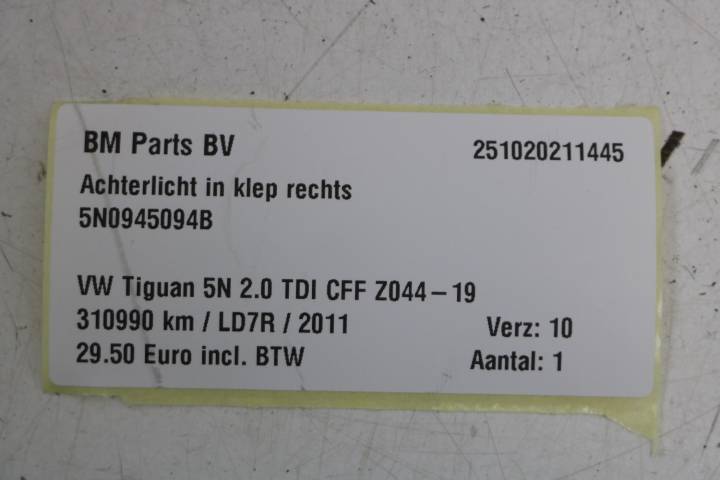 BM Parts BV 251020211445
Achterlicht in klep rechts
5N0945094B
VW Tiguan 5N 2.0 TDI CFF Z044-19
310990 km / LD7R / 2011 Verz: 10
29.50 Euro incl. BTW Aantal: 1